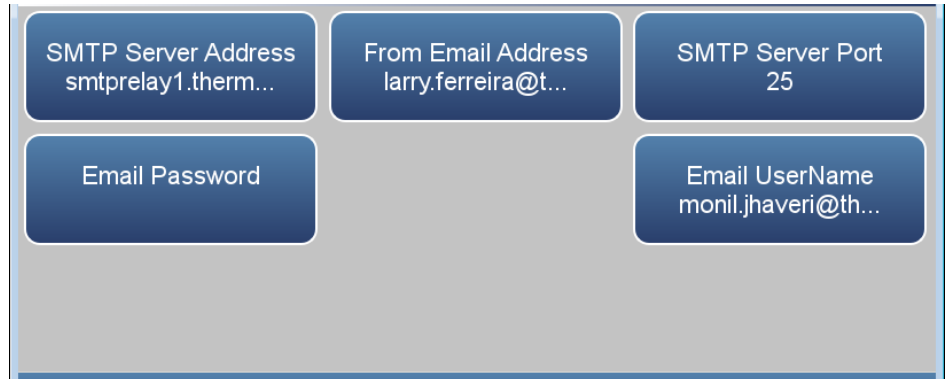 SMTP Server Address
smtprelay1.therm...
From Email Address
larry.ferreira@t...
SMTP Server Port
25
Email Password
Email UserName
monil.jhaveri@th...